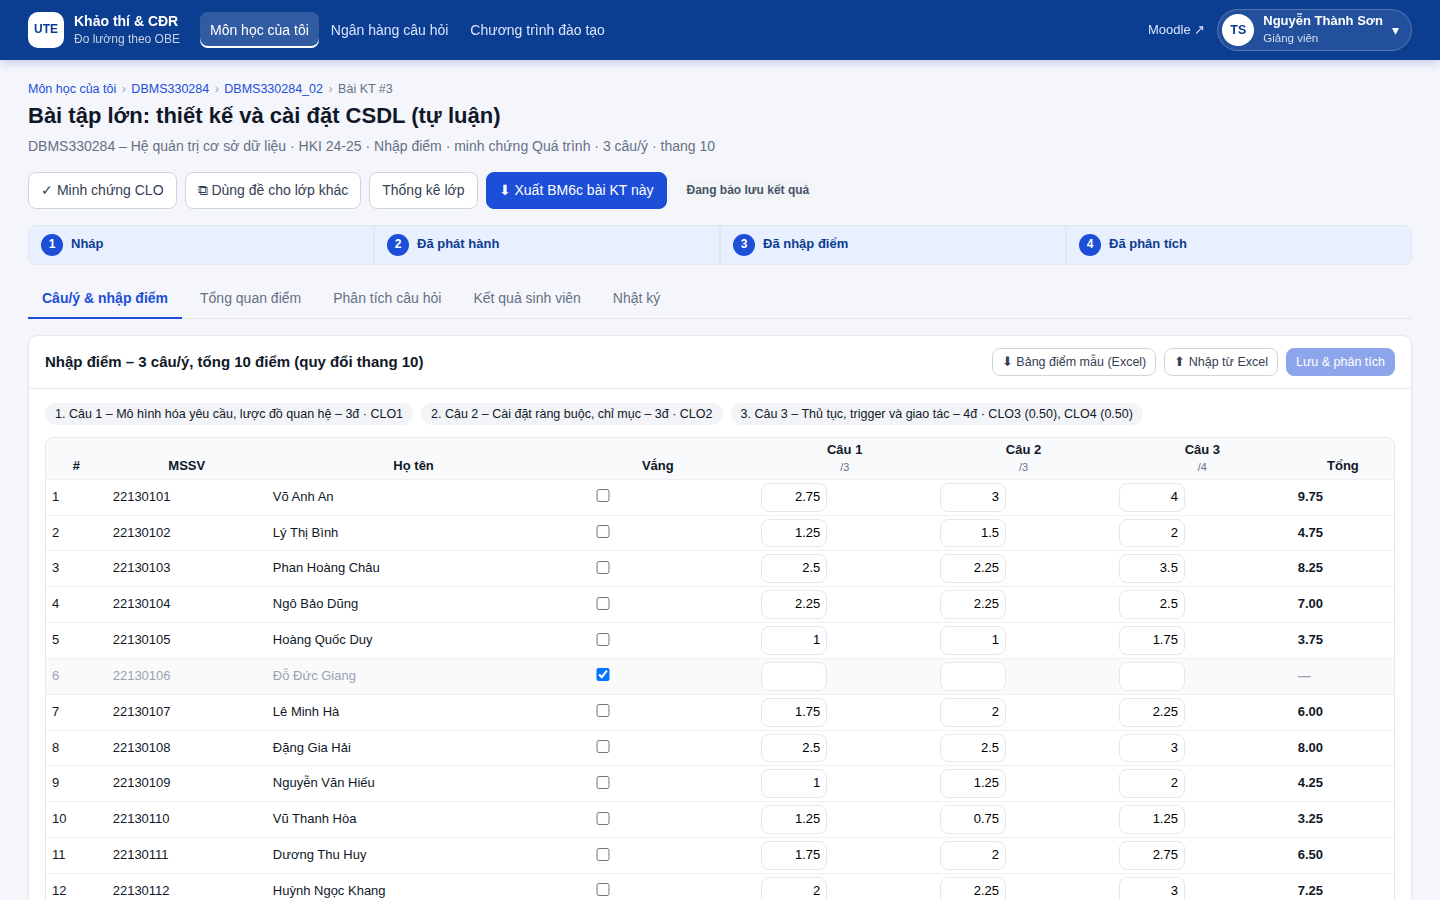 UTE
Khảo thí & CĐR
Đo lường theo OBE
Môn học của tôi
Ngân hàng câu hỏi
Chương trình đào tạo
Moodle ↗
TS
Nguyễn Thành Sơn
Giảng viên
▾
Môn học của tôi › DBMS330284 › DBMS330284_02 › Bài KT #3
Bài tập lớn: thiết kế và cài đặt CSDL (tự luận)
DBMS330284 – Hệ quản trị cơ sở dữ liệu · HKI 24-25 · Nhập điểm · minh chứng Quá trình · 3 câu/ý · thang 10
✓ Minh chứng CLO
⧉ Dùng đề cho lớp khác
Thống kê lớp
⬇ Xuất BM6c bài KT này
Đang bảo lưu kết quả
1 Nháp
2 Đã phát hành
3 Đã nhập điểm
4 Đã phân tích
Câu/ý & nhập điểm
Tổng quan điểm
Phân tích câu hỏi
Kết quả sinh viên
Nhật ký
Nhập điểm – 3 câu/ý, tổng 10 điểm (quy đổi thang 10)
⬇ Bảng điểm mẫu (Excel)
⬆ Nhập từ Excel
Lưu & phân tích
1. Câu 1 – Mô hình hóa yêu cầu, lược đồ quan hệ – 3đ · CLO1
2. Câu 2 – Cài đặt ràng buộc, chỉ mục – 3đ · CLO2
3. Câu 3 – Thủ tục, trigger và giao tác – 4đ · CLO3 (0.50), CLO4 (0.50)
# MSSV Họ tên Vắng Câu 1 /3 Câu 2 /3 Câu 3 /4 Tổng
1 22130101 Võ Anh An 2.75 3 4 9.75
2 22130102 Lý Thị Bình 1.25 1.5 2 4.75
3 22130103 Phan Hoàng Châu 2.5 2.25 3.5 8.25
4 22130104 Ngô Bảo Dũng 2.25 2.25 2.5 7.00
5 22130105 Hoàng Quốc Duy 1 1 1.75 3.75
6 22130106 Đỗ Đức Giang —
7 22130107 Lê Minh Hà 1.75 2 2.25 6.00
8 22130108 Đặng Gia Hải 2.5 2.5 3 8.00
9 22130109 Nguyễn Văn Hiếu 1 1.25 2 4.25
10 22130110 Vũ Thanh Hòa 1.25 0.75 1.25 3.25
11 22130111 Dương Thu Huy 1.75 2 2.75 6.50
12 22130112 Huỳnh Ngọc Khang 2 2.25 3 7.25